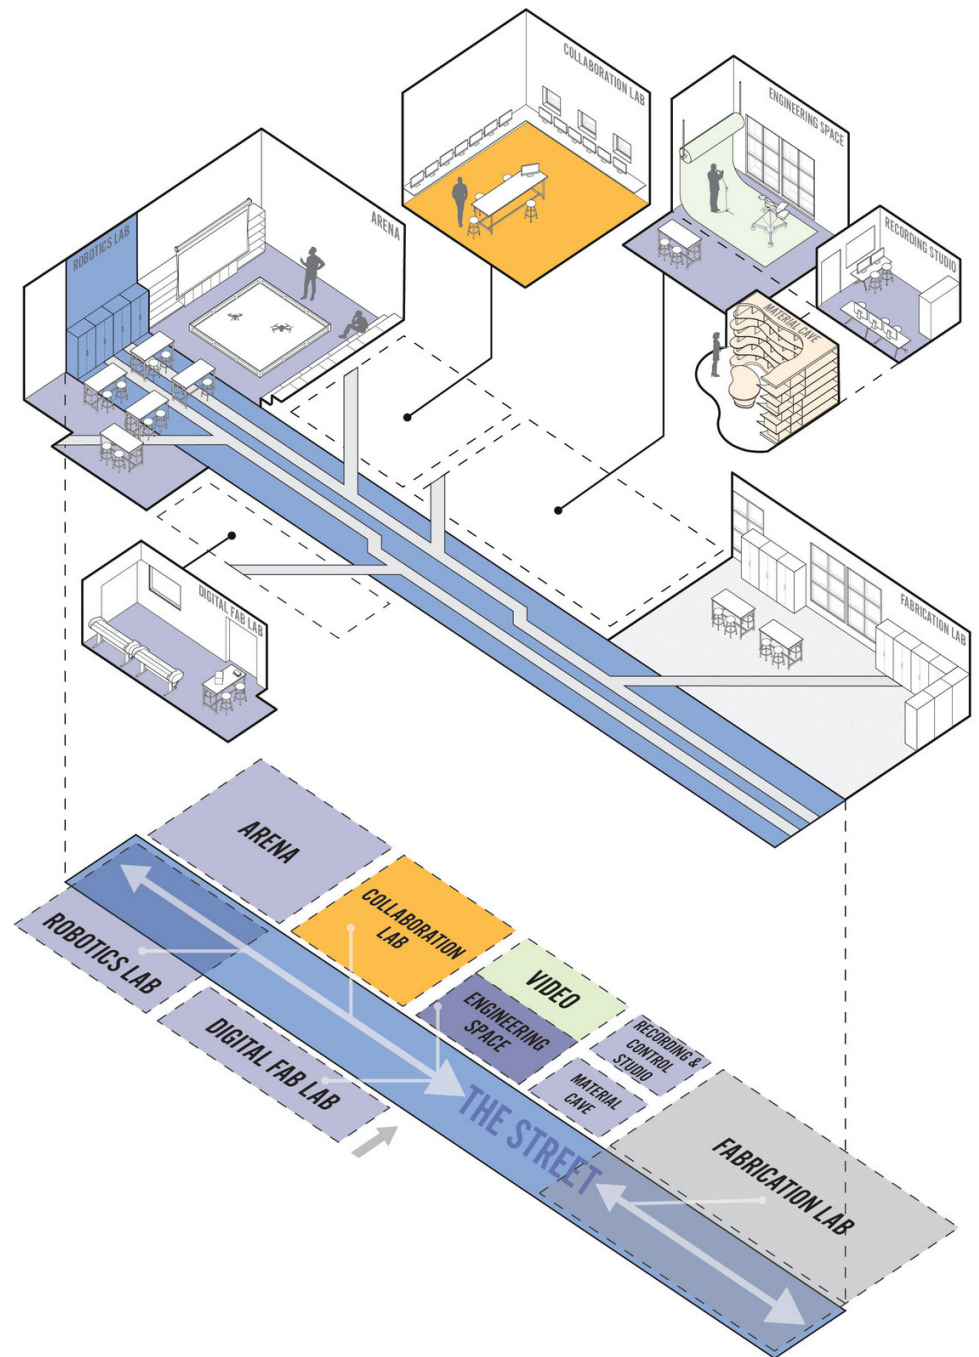 COLLABORATION LAB
ENGINEERING SPACE
ARENA
ROBOTICS LAB
RECORDING STUDIO
MATERIAL CAVE
DIGITAL FAB LAB
FABRICATION LAB
ARENA
COLLABORATION
LAB
ROBOTICS LAB
VIDEO
ENGINEERING
SPACE
DIGITAL FAB LAB
RECORDING &
CONTROL
STUDIO
MATERIAL
CAVE
THE STREET
FABRICATION LAB